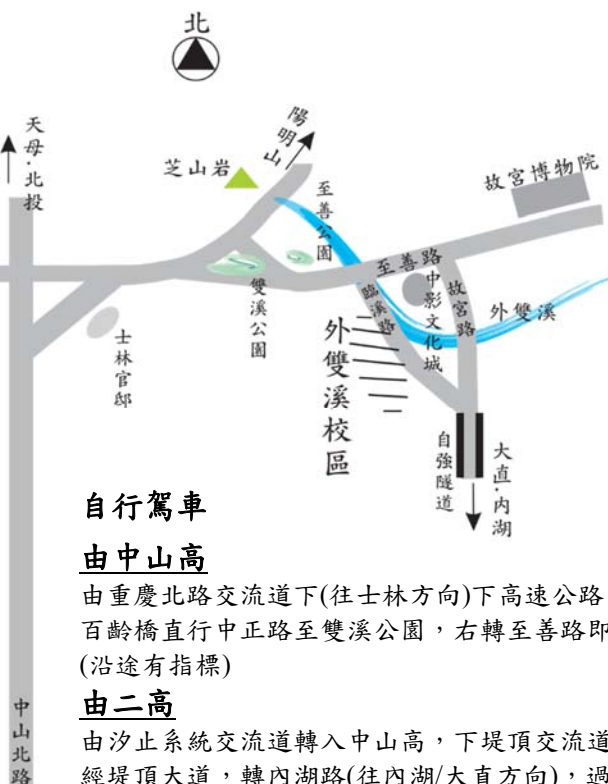 北
陽明山
天母·北投
芝山岩
至善公園
故宮博物院
至善路
臨溪路
中影文化城
故宮路
外雙溪
雙溪公園
士林官邸
外雙溪校區
自強隧道
大直·內湖
中山北路
自行駕車
由中山高
由重慶北路交流道下(往士林方向)下高速公路
百齡橋直行中正路至雙溪公園，右轉至善路即
(沿途有指標)
由二高
由汐止系統交流道轉入中山高，下堤頂交流道
經堤頂大道，轉內湖路(往內湖/大直方向)，過